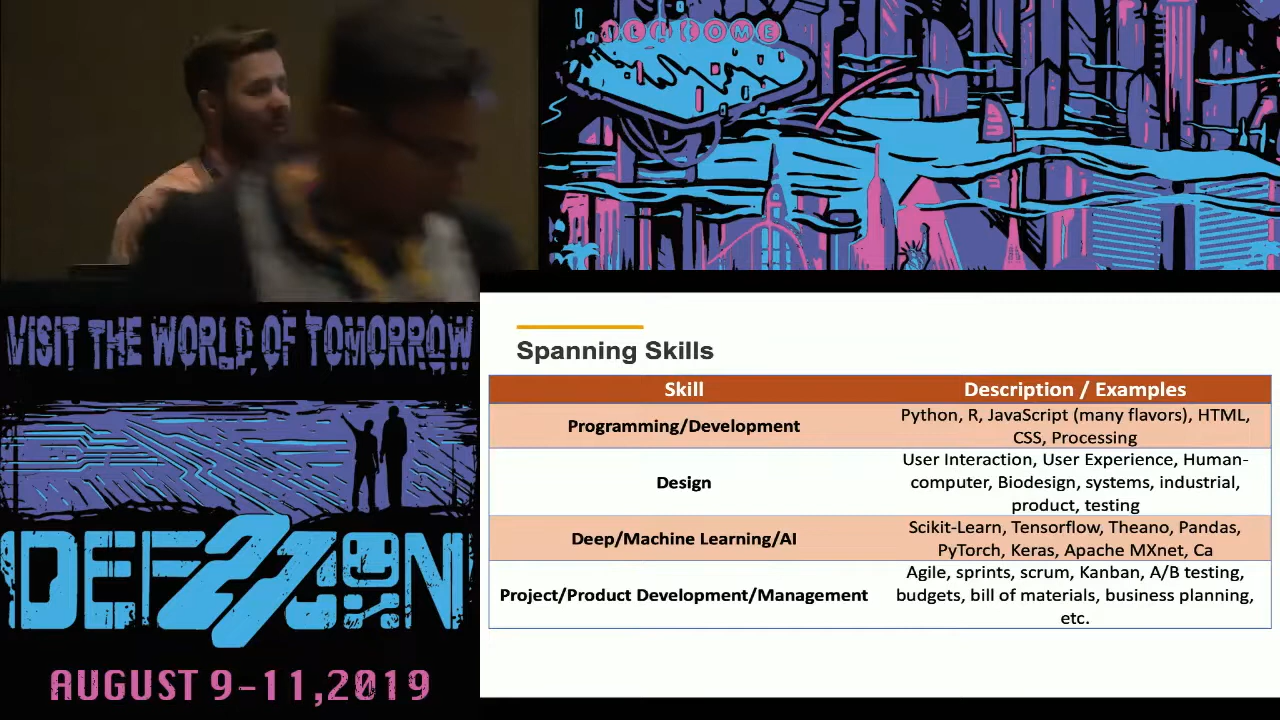 WELCOME
VISIT THE WORLD OF TOMORROW
DEF 27 CON
AUGUST 9-11,2019
Spanning Skills
Skill
Description / Examples
Programming/Development
Python, R, JavaScript (many flavors), HTML,
CSS, Processing
Design
User Interaction, User Experience, Human-
computer, Biodesign, systems, industrial,
product, testing
Deep/Machine Learning/AI
Scikit-Learn, Tensorflow, Theano, Pandas,
PyTorch, Keras, Apache MXnet, Ca
Project/Product Development/Management
Agile, sprints, scrum, Kanban, A/B testing,
budgets, bill of materials, business planning,
etc.